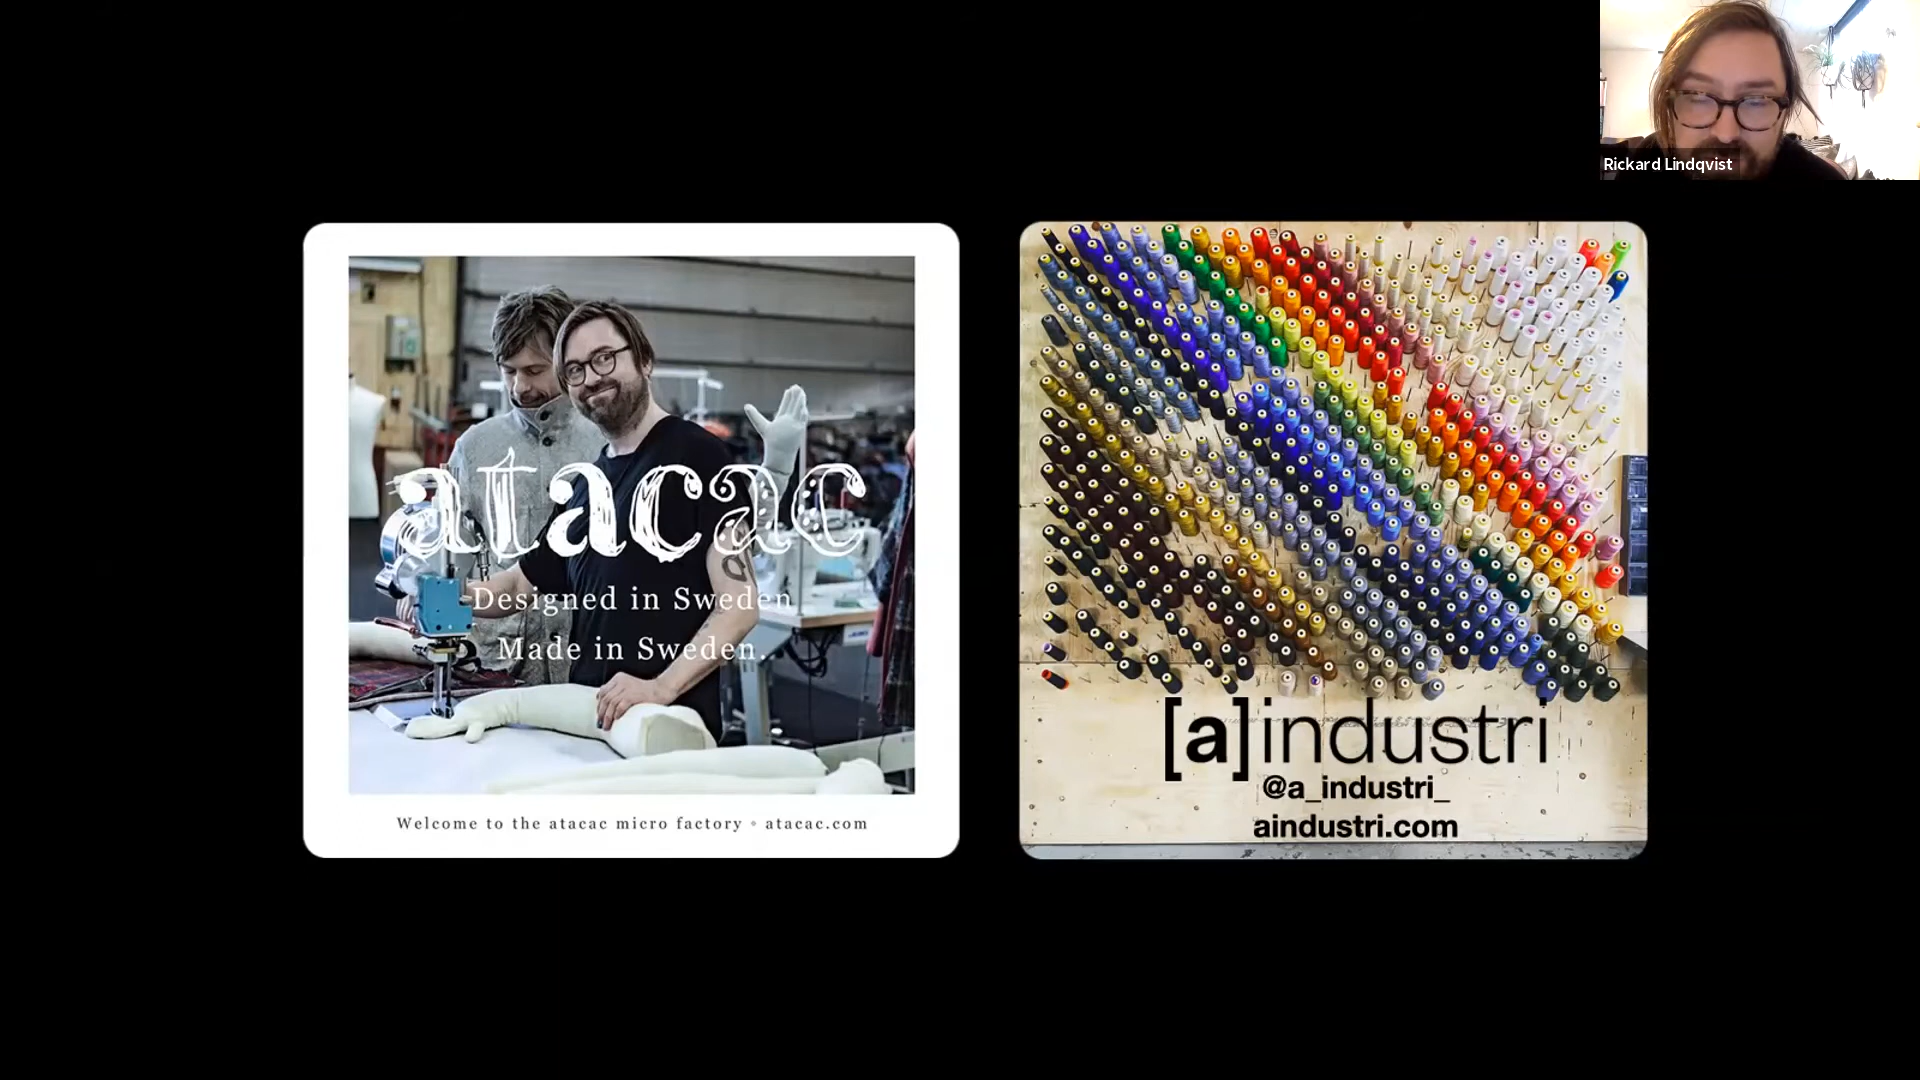 Rickard Lindqvist
atacac
Designed in Sweden
Made in Sweden.
Welcome to the atacac micro factory • atacac.com
[a]industri
@a_industri_
aindustri.com